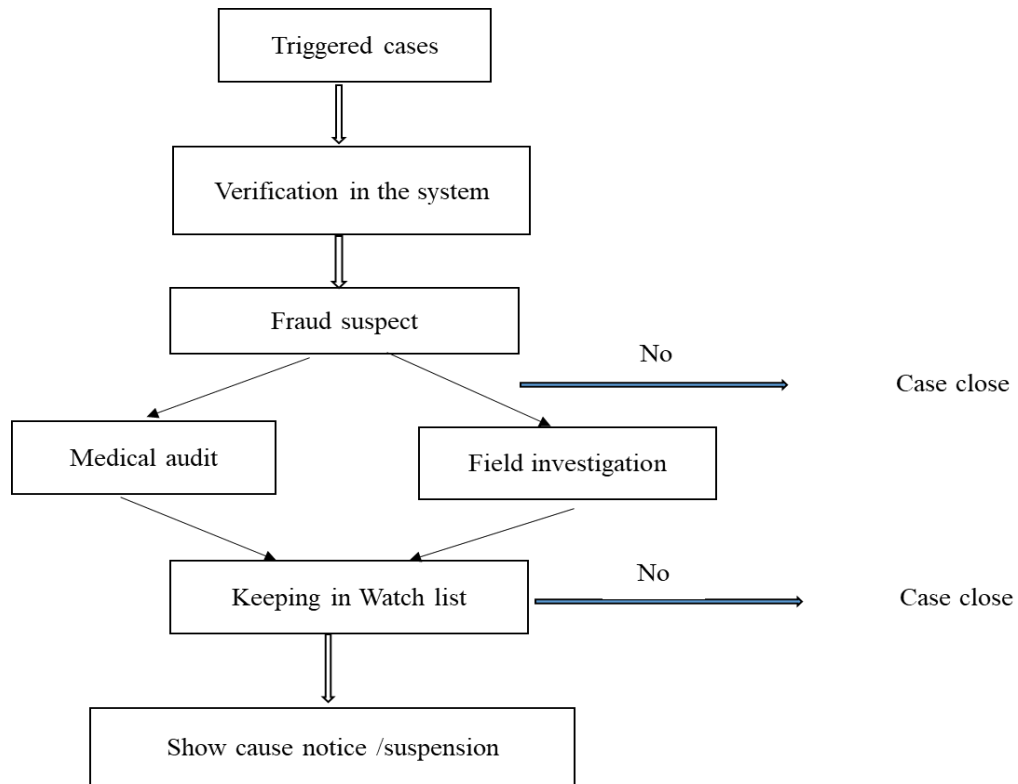 Triggered cases
Verification in the system
Fraud suspect
No
Case close
Medical audit
Field investigation
Keeping in Watch list
No
Case close
Show cause notice /suspension